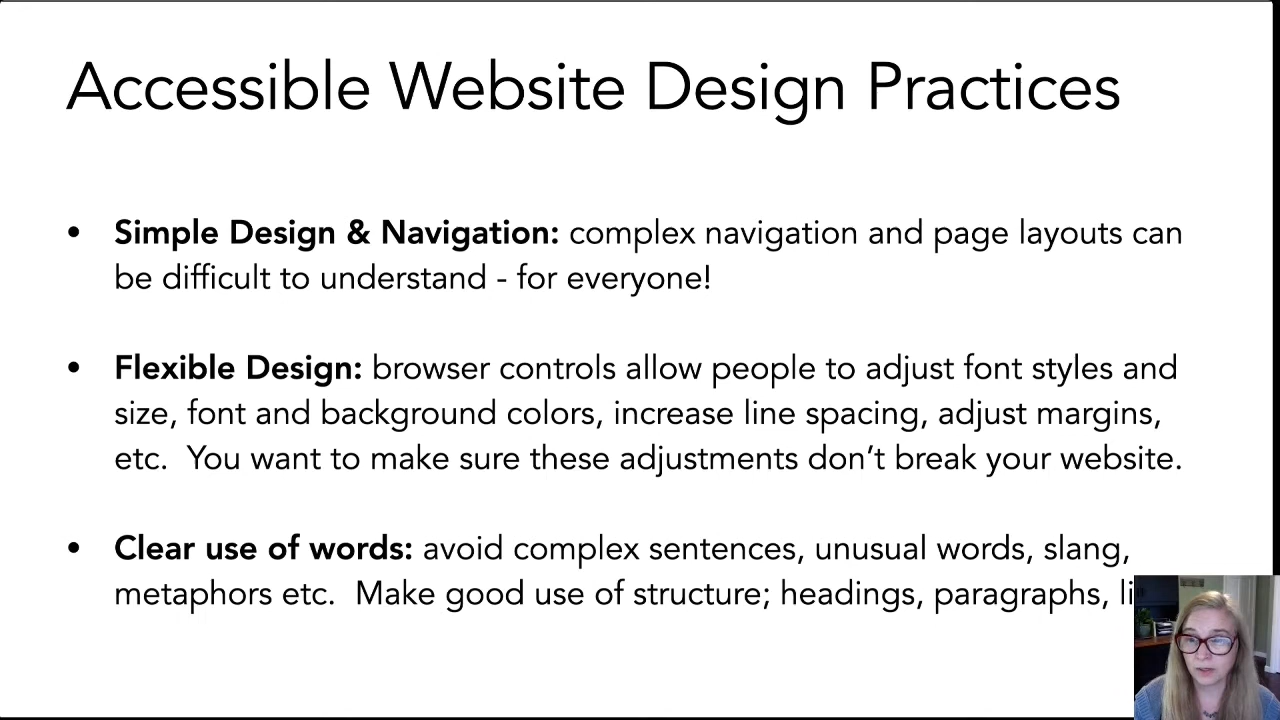 Accessible Website Design Practices
• Simple Design & Navigation: complex navigation and page layouts can
be difficult to understand - for everyone!
• Flexible Design: browser controls allow people to adjust font styles and
size, font and background colors, increase line spacing, adjust margins,
etc.  You want to make sure these adjustments don’t break your website.
• Clear use of words: avoid complex sentences, unusual words, slang,
metaphors etc.  Make good use of structure; headings, paragraphs,